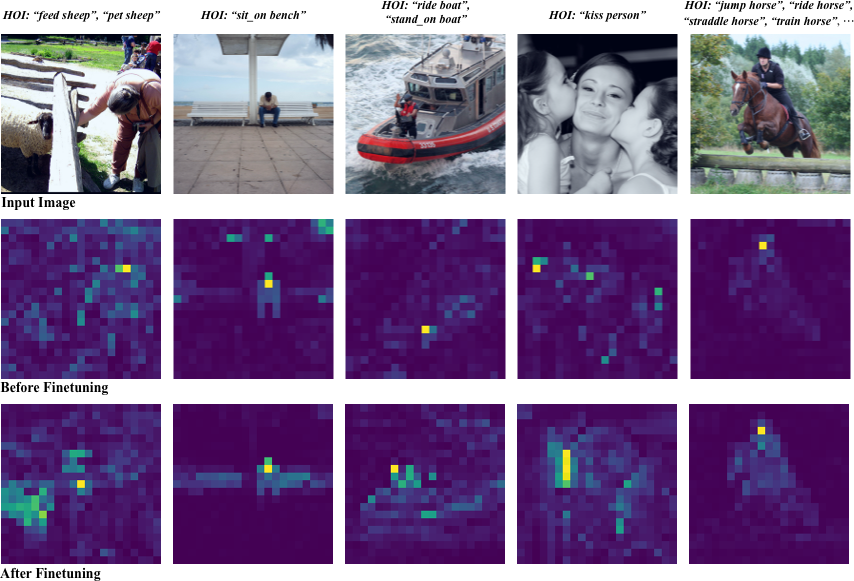 HOI: “feed sheep”, “pet sheep”
HOI: “sit_on bench”
HOI: “ride boat”,
“stand_on boat”
HOI: “kiss person”
HOI: “jump horse”, “ride horse”,
“straddle horse”, “train horse”, ···
Input Image
Before Finetuning
After Finetuning